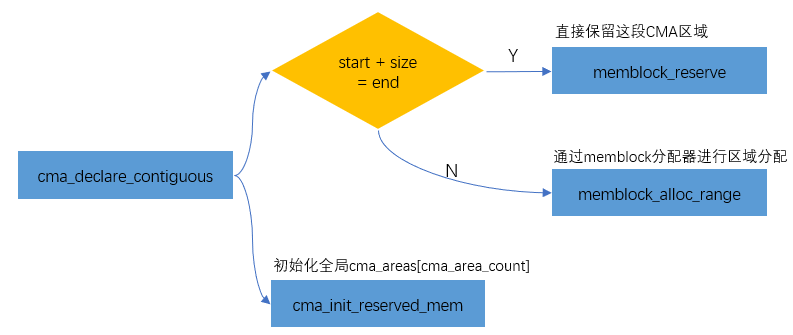 直接保留这段CMA区域
start + size
= end
Y
memblock_reserve
通过memblock分配器进行区域分配
N
cma_declare_contiguous
memblock_alloc_range
初始化全局cma_areas[cma_area_count]
cma_init_reserved_mem